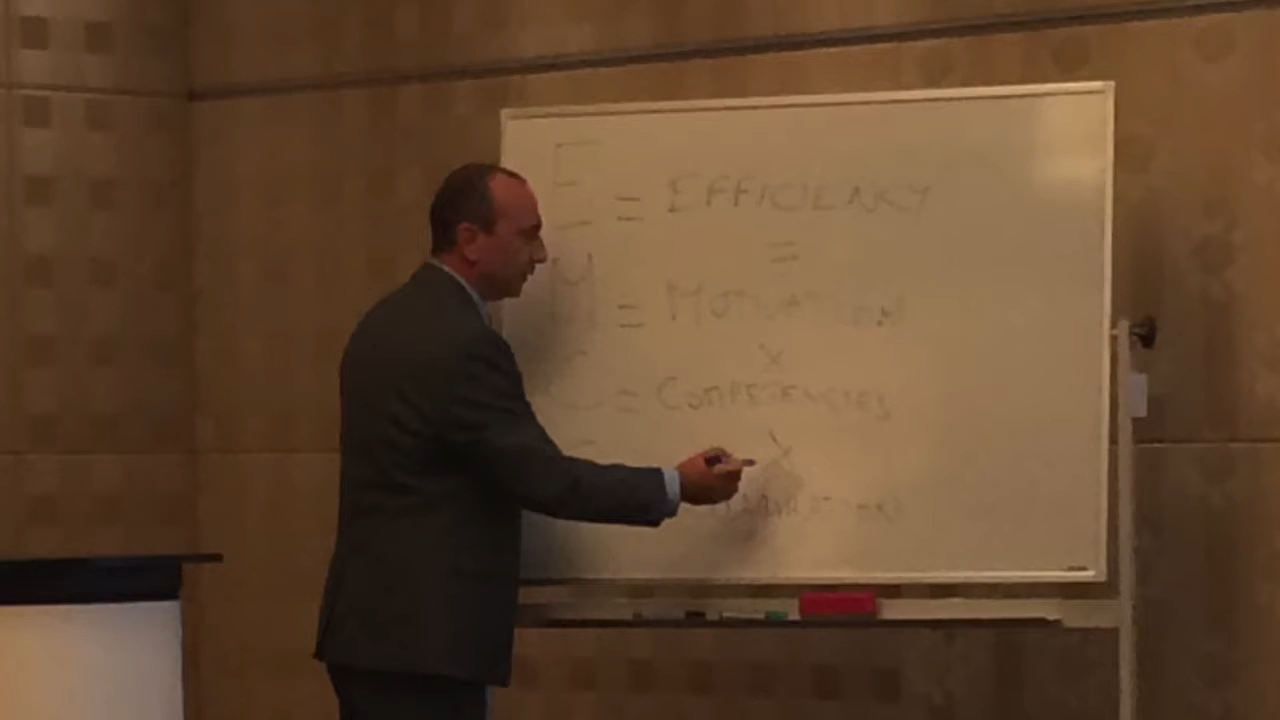 E = EFFICIENCY
=
M = MOTIVATION
X
C = COMPETENCIES
X